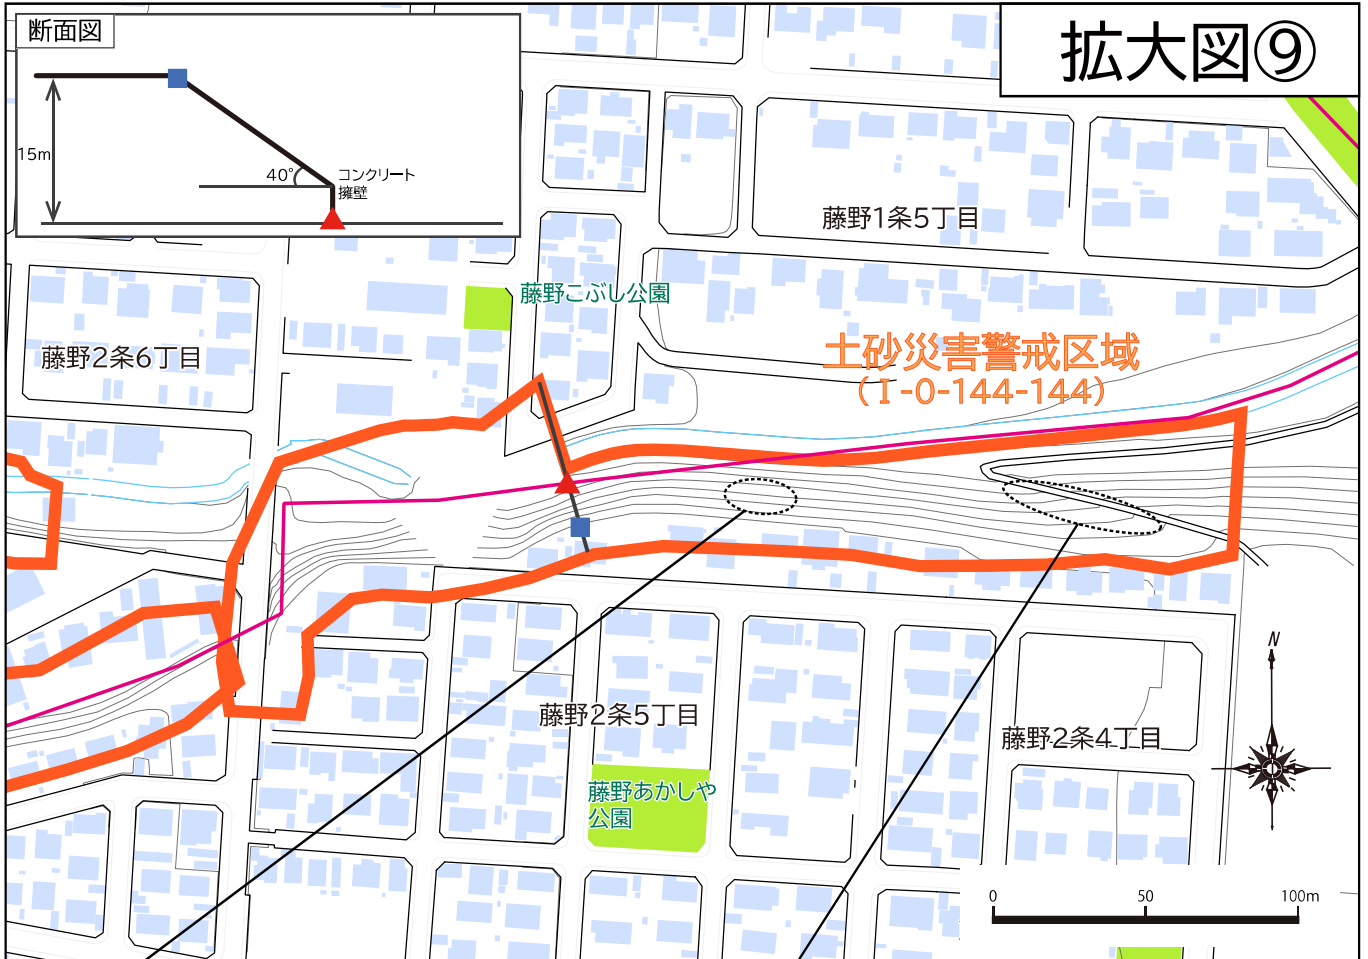 断面図
拡大図⑨
15m
40°
コンクリート
擁壁
藤野1条5丁目
藤野こぶし公園
藤野2条6丁目
土砂災害警戒区域
(I-0-144-144)
N
藤野2条5丁目
藤野2条4丁目
藤野あかしや
公園
0 50 100m